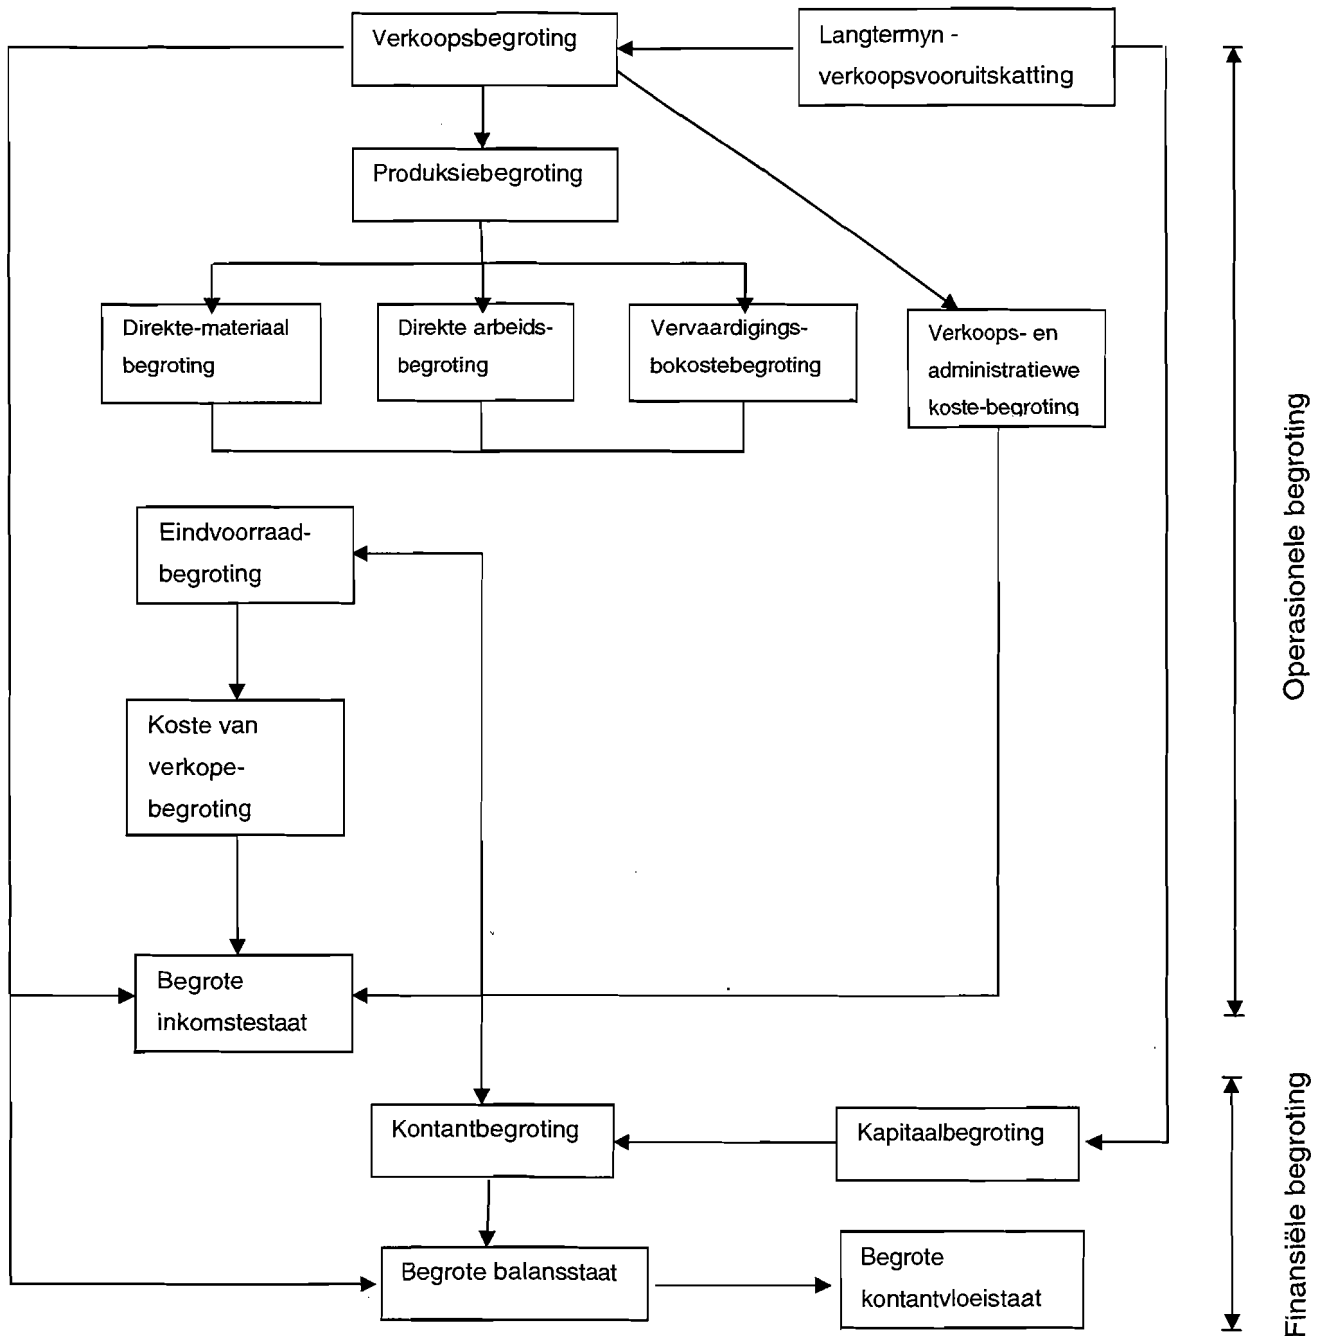 Verkoopsbegroting
Langtermyn -
verkoopsvooruitskatting
Produksiebegroting
Direkte-materiaal
begroting
Direkte arbeids-
begroting
Vervaardigings-
bokostebegroting
Verkoops- en
administratiewe
koste-begroting
Eindvoorraad-
begroting
Koste van
verkope-
begroting
Begrote
inkomstestaat
Operasionele begroting
Kontantbegroting
Kapitaalbegroting
Begrote balansstaat
Begrote
kontantvloeistaat
Finansiële begroting